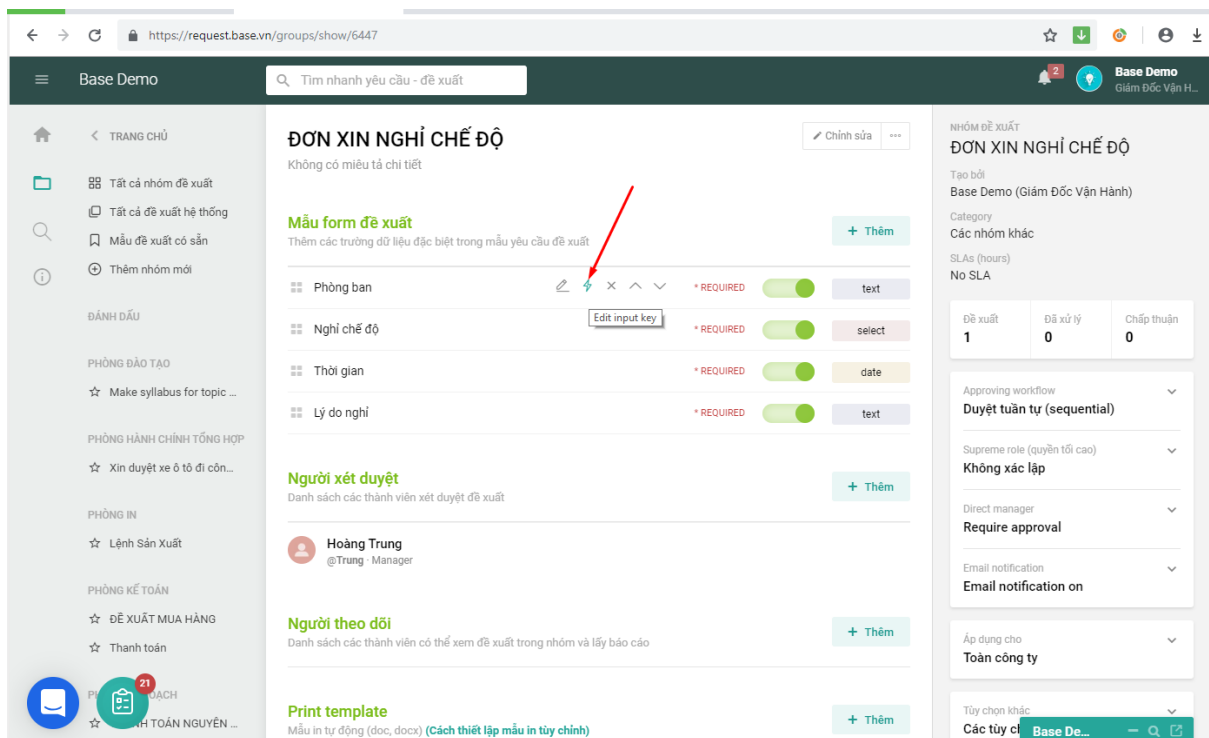 https://request.base.vn/groups/show/6447
Base Demo
Tìm nhanh yêu cầu - đề xuất
2
Base Demo
Giám Đốc Vận H...
TRANG CHỦ
Tất cả nhóm đề xuất
Tất cả đề xuất hệ thống
Mẫu đề xuất có sẵn
Thêm nhóm mới
ĐÁNH DẤU
PHÒNG ĐÀO TẠO
Make syllabus for topic ...
PHÒNG HÀNH CHÍNH TỔNG HỢP
Xin duyệt xe ô tô đi côn...
PHÒNG IN
Lệnh Sản Xuất
PHÒNG KẾ TOÁN
ĐỀ XUẤT MUA HÀNG
Thanh toán
21
TOÁN NGUYÊN ...
ĐƠN XIN NGHỈ CHẾ ĐỘ
Không có miêu tả chi tiết
Chỉnh sửa
Mẫu form đề xuất
Thêm các trường dữ liệu đặc biệt trong mẫu yêu cầu đề xuất
+ Thêm
Phòng ban
* REQUIRED
text
Edit input key
Nghỉ chế độ
* REQUIRED
select
Thời gian
* REQUIRED
date
Lý do nghỉ
* REQUIRED
text
Người xét duyệt
Danh sách các thành viên xét duyệt đề xuất
+ Thêm
Hoàng Trung
@Trung · Manager
Người theo dõi
Danh sách các thành viên có thể xem đề xuất trong nhóm và lấy báo cáo
+ Thêm
Print template
Mẫu in tự động (doc, docx) (Cách thiết lập mẫu in tùy chỉnh)
+ Thêm
NHÓM ĐỀ XUẤT
ĐƠN XIN NGHỈ CHẾ ĐỘ
Tạo bởi
Base Demo (Giám Đốc Vận Hành)
Category
Các nhóm khác
SLAs (hours)
No SLA
Đề xuất
1
Đã xử lý
0
Chấp thuận
0
Approving workflow
Duyệt tuần tự (sequential)
Supreme role (quyền tối cao)
Không xác lập
Direct manager
Require approval
Email notification
Email notification on
Áp dụng cho
Toàn công ty
Tùy chọn khác
Các tùy
Base De...